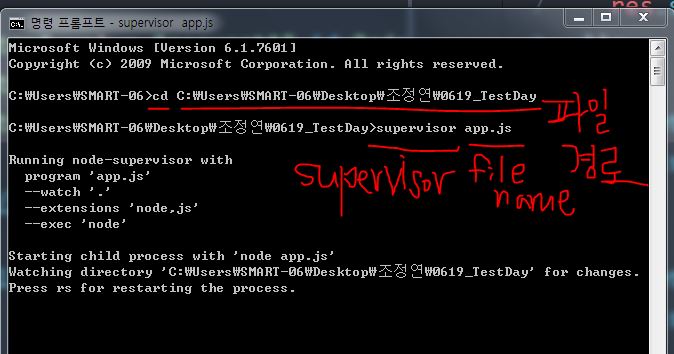 명령 프롬프트 - supervisor app.js
res s
Microsoft Windows [Version 6.1.7601]
Copyright (c) 2009 Microsoft Corporation. All rights reserved.
C:₩Users₩SMART-06>cd C:₩Users₩SMART-06₩Desktop₩조정연₩0619_TestDay
파일
C:₩Users₩SMART-06₩Desktop₩조정연₩0619_TestDay>supervisor app.js
경로
supervisor file
name
Running node-supervisor with
program 'app.js'
--watch '.'
--extensions 'node,js'
--exec 'node'
Starting child process with 'node app.js'
Watching directory 'C:₩Users₩SMART-06₩Desktop₩조정연₩0619_TestDay' for changes.
Press rs for restarting the process.